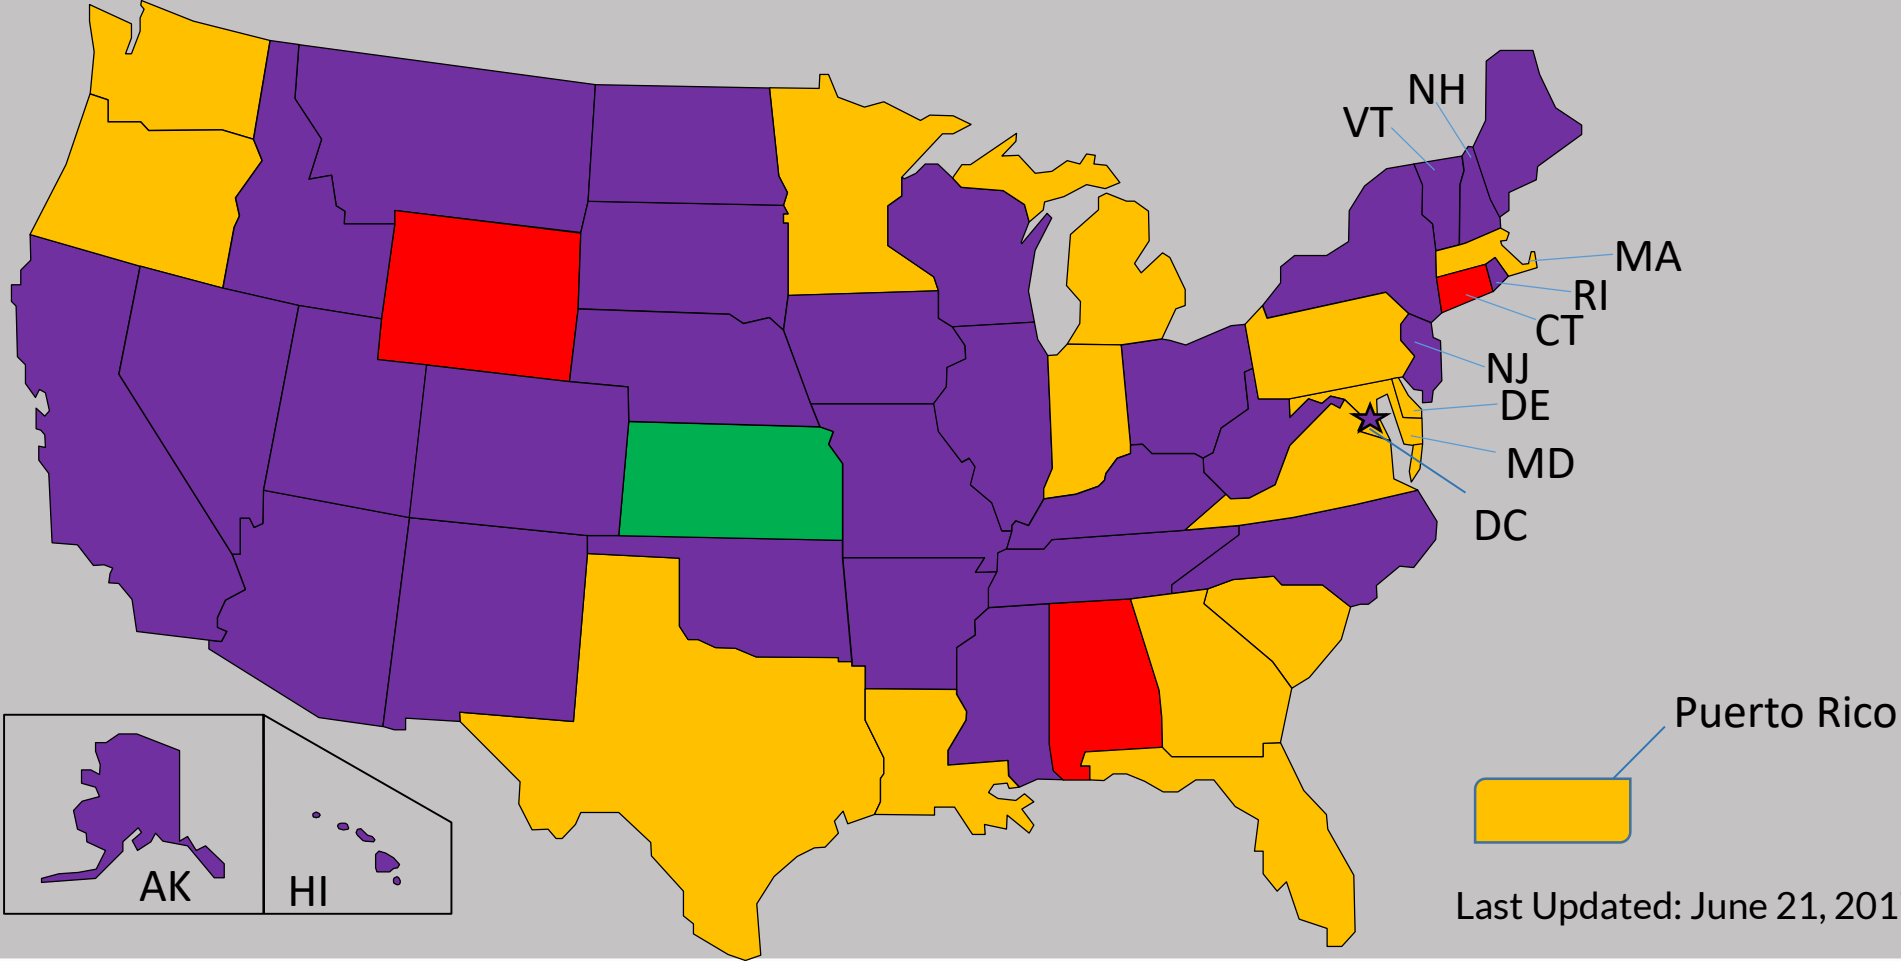 NH
VT
MA
RI
CT
NJ
DE
MD
DC
Puerto Rico
AK
HI
Last Updated: June 21, 201